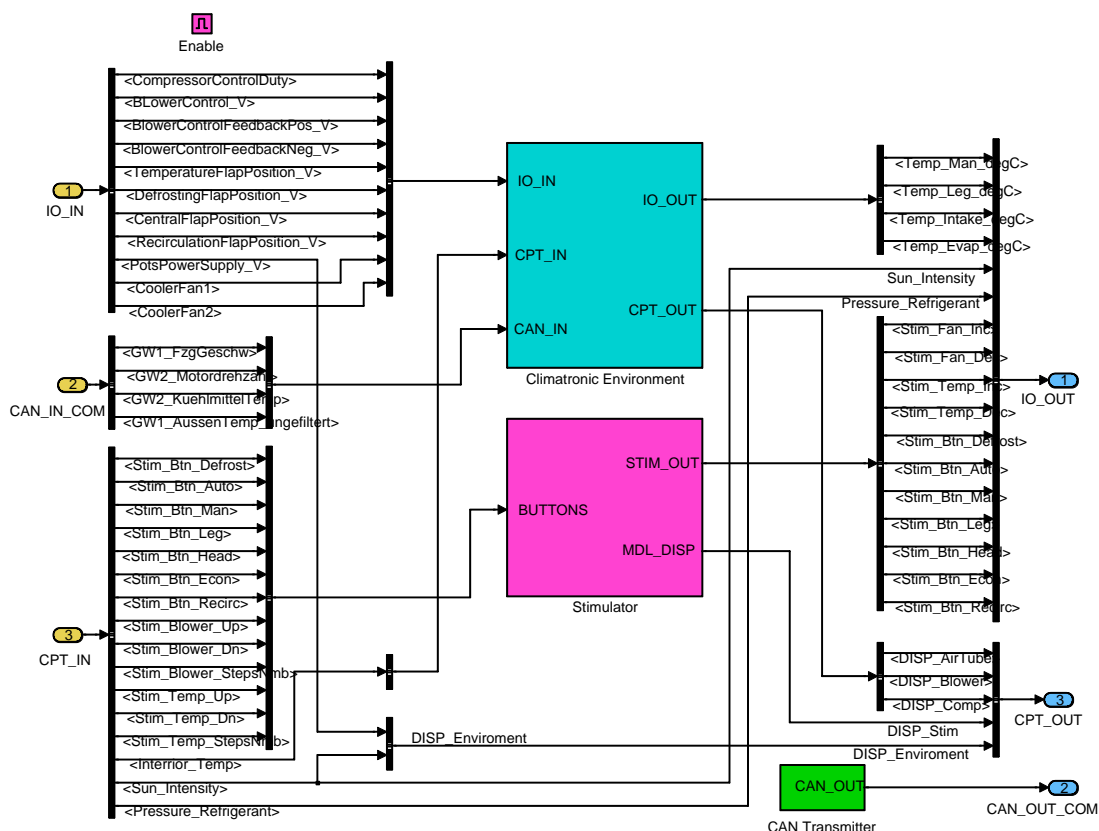 Enable
<CompressorControlDuty>
<BLowerControl_V>
<BlowerControlFeedbackPos_V>
<BlowerControlFeedbackNeg_V>
<TemperatureFlapPosition_V>
<DefrostingFlapPosition_V>
<CentralFlapPosition_V>
<RecirculationFlapPosition_V>
<PotsPowerSupply_V>
<CoolerFan1>
<CoolerFan2>
1
IO_IN
<GW1_FzgGeschw>
<GW2_Motordrehzahl>
<GW2_KuehlmittelTemp>
<GW1_AussenTemp_ungefiltert>
2
CAN_IN_COM
<Stim_Btn_Defrost>
<Stim_Btn_Auto>
<Stim_Btn_Man>
<Stim_Btn_Leg>
<Stim_Btn_Head>
<Stim_Btn_Econ>
<Stim_Btn_Recirc>
<Stim_Blower_Up>
<Stim_Blower_Dn>
<Stim_Blower_StepsNmb>
<Stim_Temp_Up>
<Stim_Temp_Dn>
<Stim_Temp_StepsNmb>
<Interrior_Temp>
<Sun_Intensity>
<Pressure_Refrigerant>
3
CPT_IN
IO_IN
CPT_IN
CAN_IN
IO_OUT
CPT_OUT
Climatronic Environment
BUTTONS
STIM_OUT
MDL_DISP
Stimulator
DISP_Enviroment
<Temp_Man_degC>
<Temp_Leg_degC>
<Temp_Intake_degC>
<Temp_Evap_degC>
Sun_Intensity
Pressure_Refrigerant
<Stim_Fan_Inc>
<Stim_Fan_Dec>
<Stim_Temp_Inc>
<Stim_Temp_Dec>
<Stim_Btn_Defrost>
<Stim_Btn_Auto>
<Stim_Btn_Man>
<Stim_Btn_Leg>
<Stim_Btn_Head>
<Stim_Btn_Econ>
<Stim_Btn_Recirc>
1
IO_OUT
<DISP_AirTube>
<DISP_Blower>
<DISP_Comp>
DISP_Stim
DISP_Enviroment
3
CPT_OUT
CAN_OUT
CAN Transmitter
2
CAN_OUT_COM